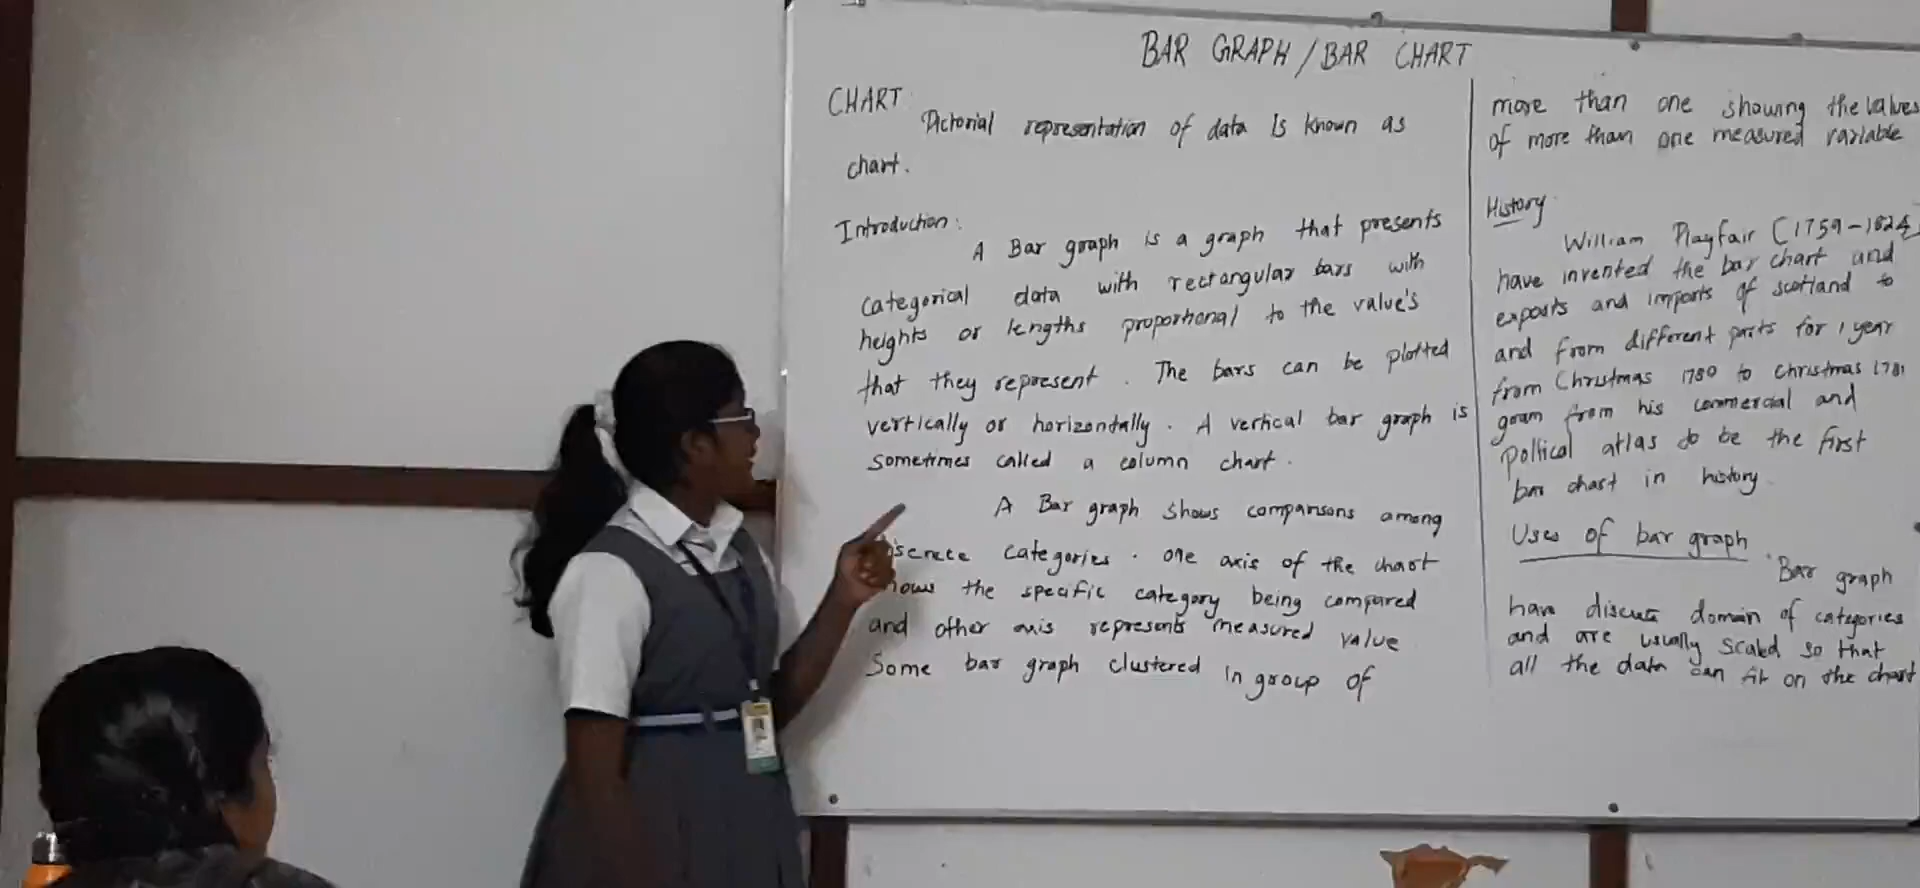 BAR GRAPH / BAR CHART
CHART
Pictorial representation of data Is known as
chart.
Introduction:
A Bar graph is a graph that presents
categorical data with rectangular bars with
heights or lengths proportional to the value's
that they represent. The bars can be plotted
vertically or horizontally. A vertical bar graph is
sometimes called a column chart.
A Bar graph shows comparisons among
categories. one axis of the chart
the specific category being compared
and other axis represents measured value
Some bar graph clustered in group of
more than one showing the values
of more than one measured variable
History
William Playfair [1759-1824]
have invented the bar chart and
exports and imports of scotland to
and from different parts for 1 year
from Christmas 1780 to Christmas 1781
from his commercial and
poltical atlas do be the first
bar chart in history.
Uses of bar graph
Bar graph
have domain of categories
and are usually scaled so that
all the data can fit on the chart